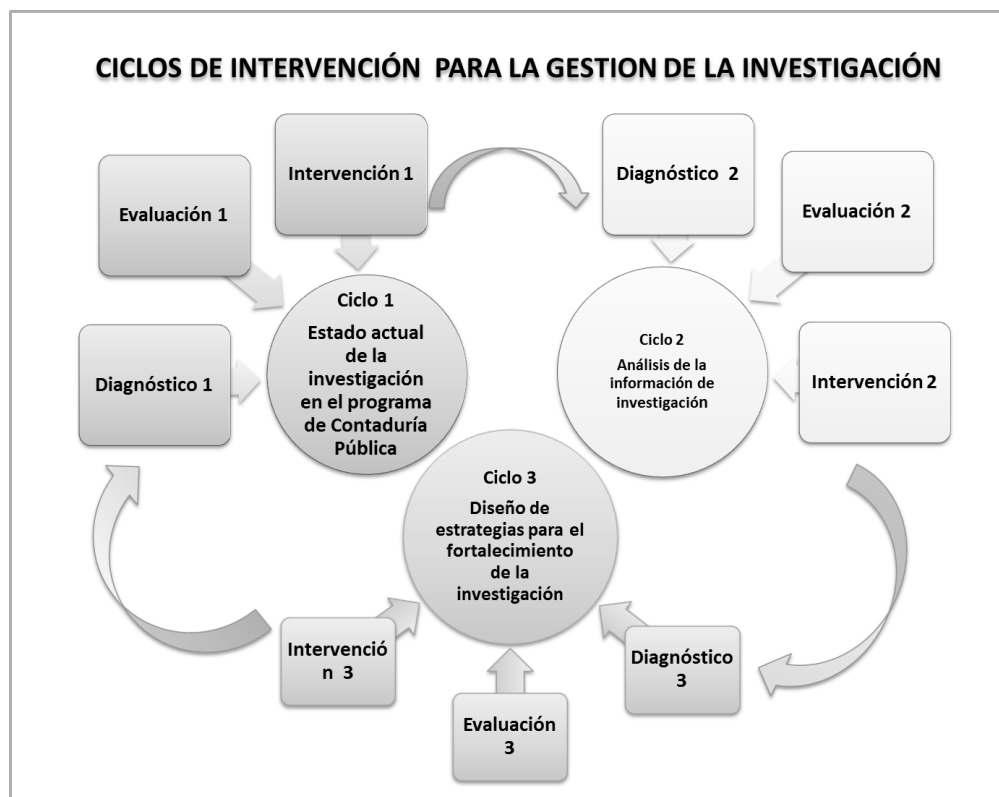 CICLOS DE INTERVENCIÓN PARA LA GESTION DE LA INVESTIGACIÓN
Intervención 1
Evaluación 1
Diagnóstico 1
Ciclo 1
Estado actual
de la
investigación
en el programa
de Contaduría
Pública
Diagnóstico 2
Evaluación 2
Intervención 2
Ciclo 2
Análisis de la
información de
investigación
Ciclo 3
Diseño de
estrategias para el
fortalecimiento
de la
investigación
Intervenció
n 3
Evaluación
3
Diagnóstico
3